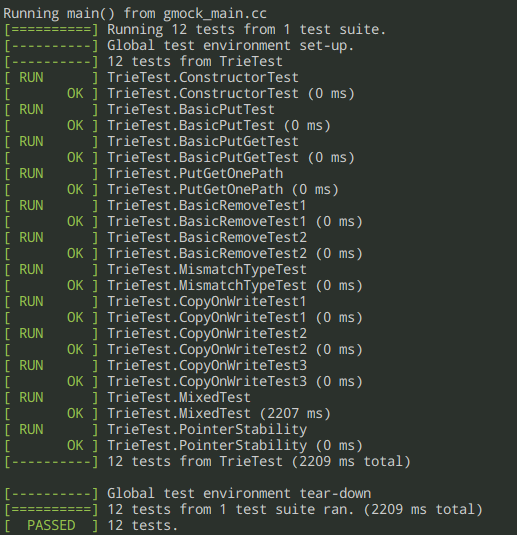 Running main() from gmock_main.cc
[==========] Running 12 tests from 1 test suite.
[----------] Global test environment set-up.
[----------] 12 tests from TrieTest
[ RUN      ] TrieTest.ConstructorTest
[       OK ] TrieTest.ConstructorTest (0 ms)
[ RUN      ] TrieTest.BasicPutTest
[       OK ] TrieTest.BasicPutTest (0 ms)
[ RUN      ] TrieTest.BasicPutGetTest
[       OK ] TrieTest.BasicPutGetTest (0 ms)
[ RUN      ] TrieTest.PutGetOnePath
[       OK ] TrieTest.PutGetOnePath (0 ms)
[ RUN      ] TrieTest.BasicRemoveTest1
[       OK ] TrieTest.BasicRemoveTest1 (0 ms)
[ RUN      ] TrieTest.BasicRemoveTest2
[       OK ] TrieTest.BasicRemoveTest2 (0 ms)
[ RUN      ] TrieTest.MismatchTypeTest
[       OK ] TrieTest.MismatchTypeTest (0 ms)
[ RUN      ] TrieTest.CopyOnWriteTest1
[       OK ] TrieTest.CopyOnWriteTest1 (0 ms)
[ RUN      ] TrieTest.CopyOnWriteTest2
[       OK ] TrieTest.CopyOnWriteTest2 (0 ms)
[ RUN      ] TrieTest.CopyOnWriteTest3
[       OK ] TrieTest.CopyOnWriteTest3 (0 ms)
[ RUN      ] TrieTest.MixedTest
[       OK ] TrieTest.MixedTest (2207 ms)
[ RUN      ] TrieTest.PointerStability
[       OK ] TrieTest.PointerStability (0 ms)
[----------] 12 tests from TrieTest (2209 ms total)

[----------] Global test environment tear-down
[==========] 12 tests from 1 test suite ran. (2209 ms total)
[  PASSED  ] 12 tests.